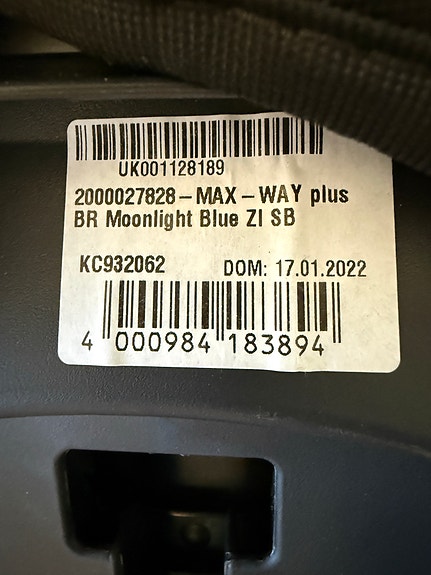 UK001128189
2000027828-MAX-WAY plus
BR Moonlight Blue ZI SB
KC932062 DOM: 17.01.2022
4 000984 183894